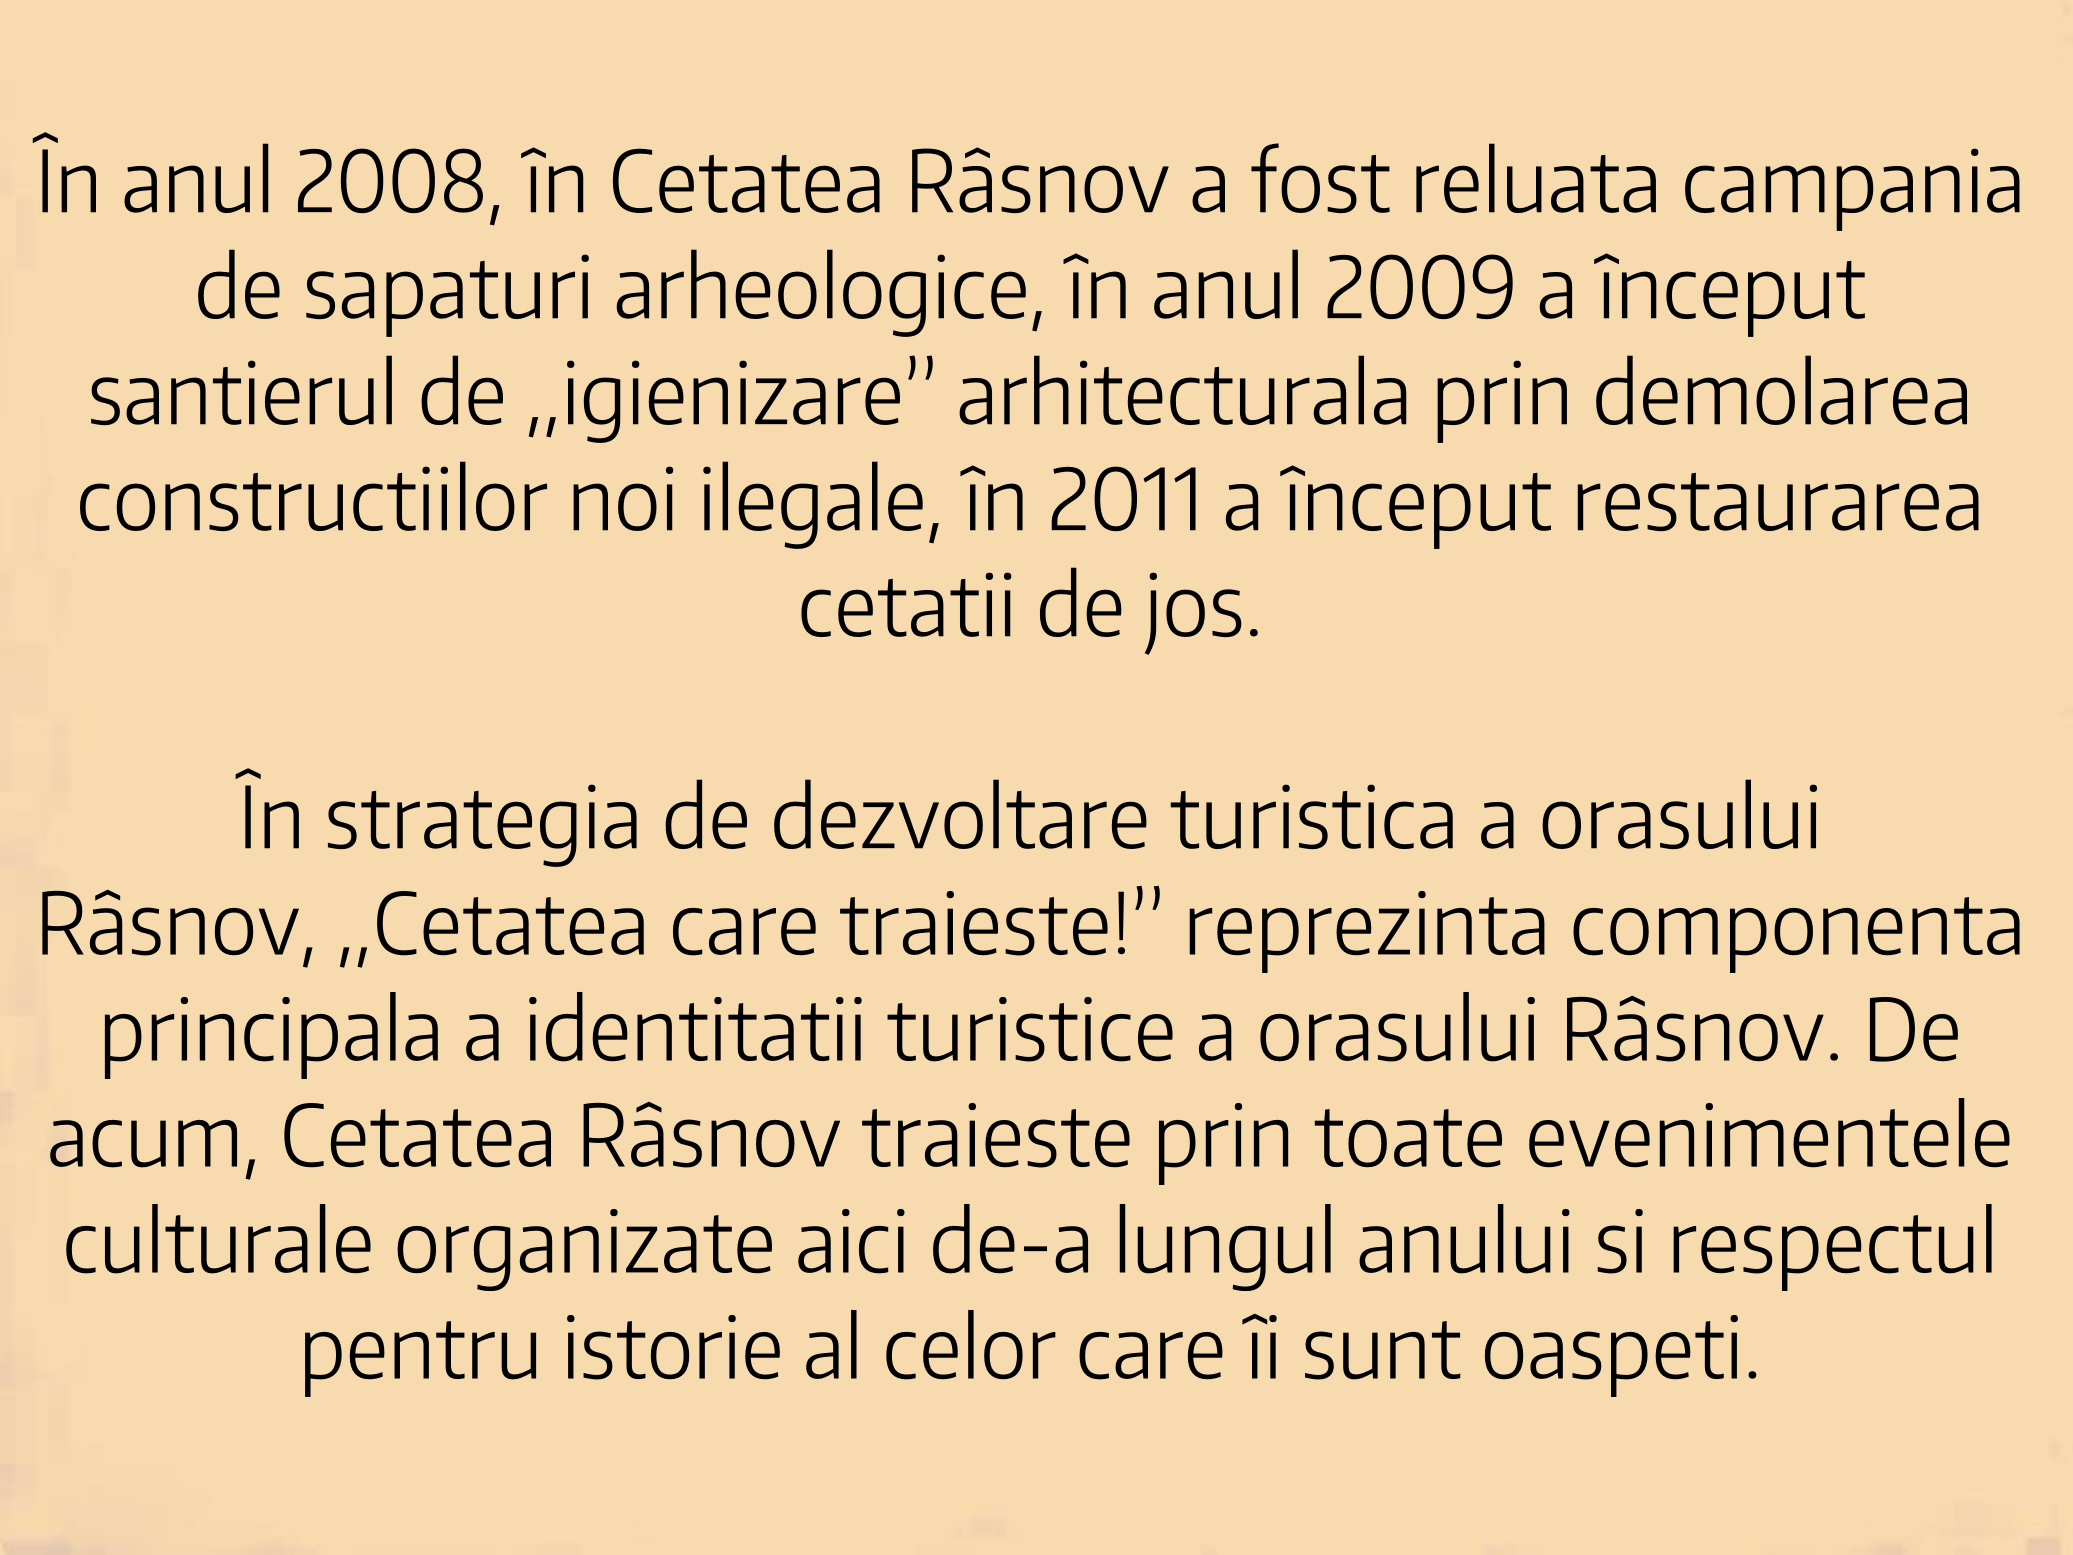 În anul 2008, în Cetatea Râsnov a fost reluata campania
de sapaturi arheologice, în anul 2009 a început
santierul de „igienizare” arhitecturala prin demolarea
constructiilor noi ilegale, în 2011 a început restaurarea
cetatii de jos.
În strategia de dezvoltare turistica a orasului
Râsnov, „Cetatea care traieste!” reprezinta componenta
principala a identitatii turistice a orasului Râsnov. De
acum, Cetatea Râsnov traieste prin toate evenimentele
culturale organizate aici de-a lungul anului si respectul
pentru istorie al celor care îi sunt oaspeti.